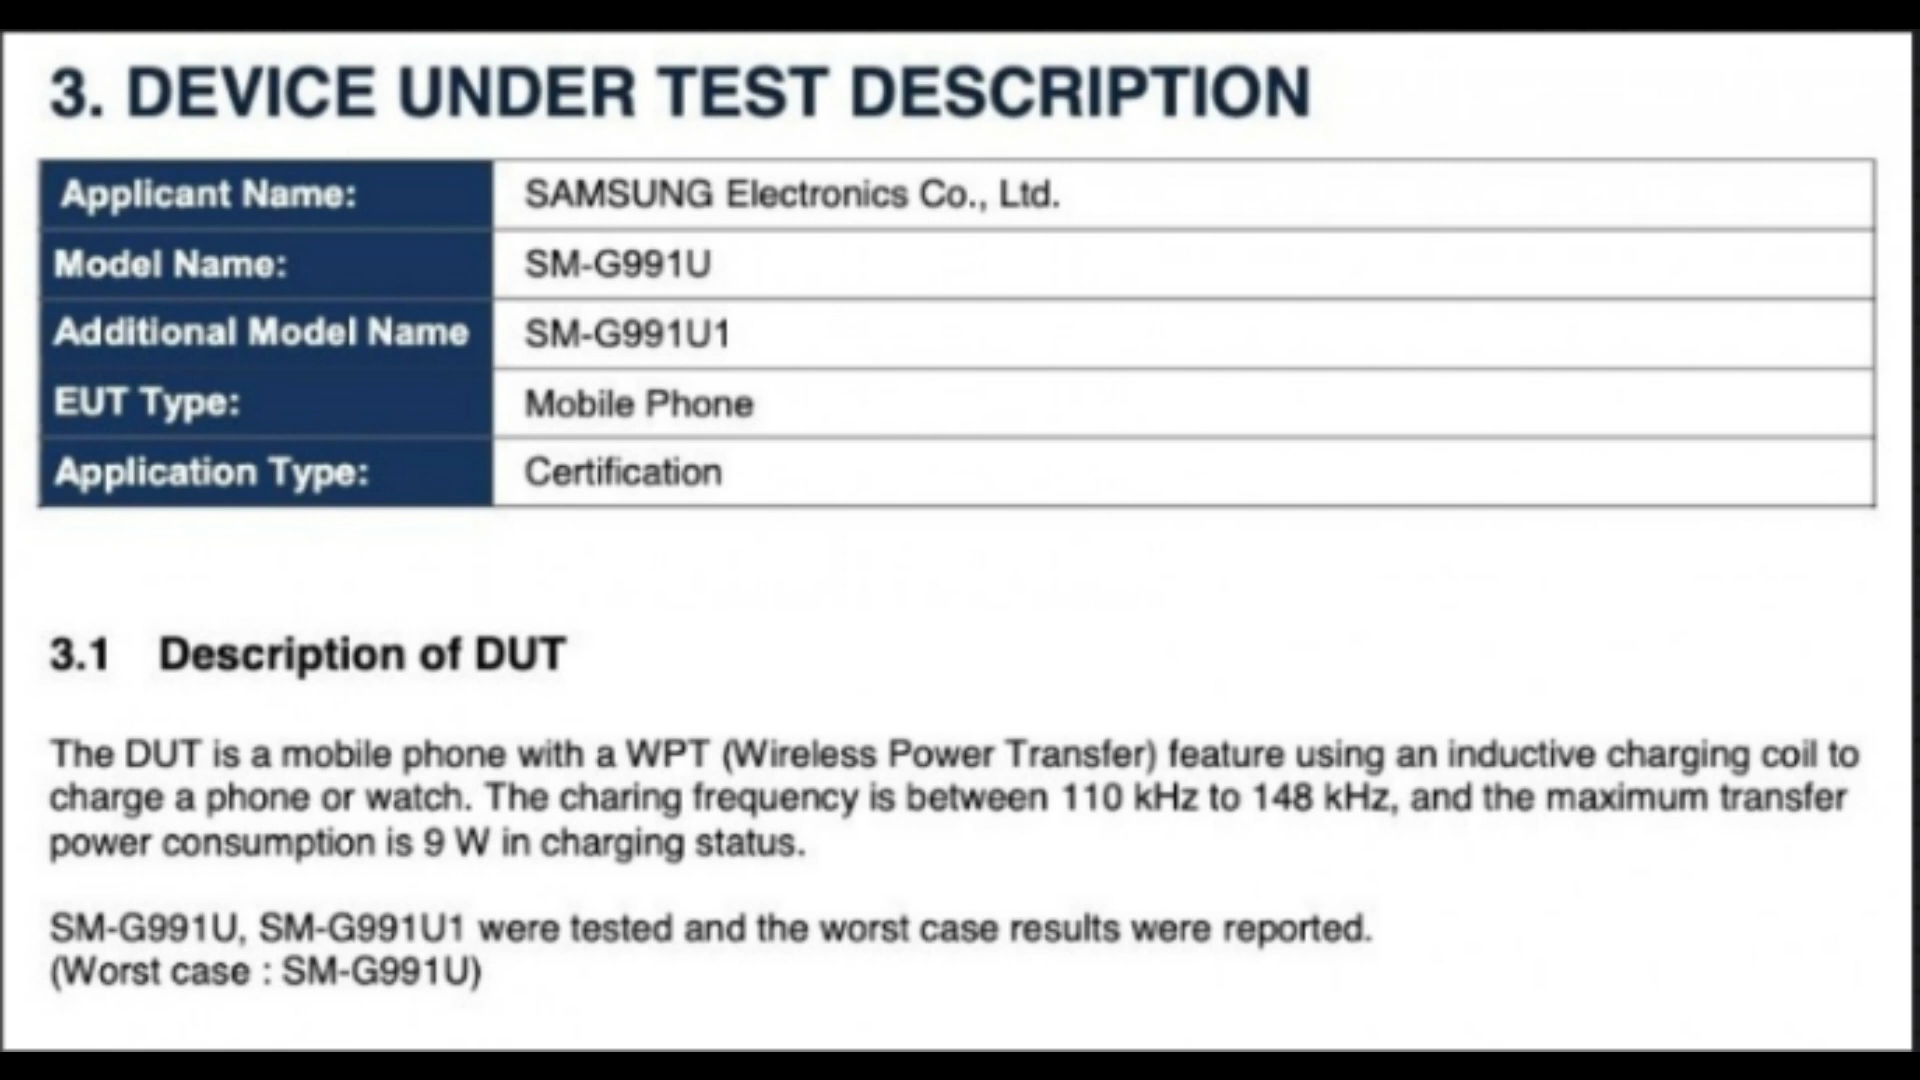 3. DEVICE UNDER TEST DESCRIPTION
Applicant Name: SAMSUNG Electronics Co., Ltd.
Model Name: SM-G991U
Additional Model Name SM-G991U1
EUT Type: Mobile Phone
Application Type: Certification
3.1 Description of DUT
The DUT is a mobile phone with a WPT (Wireless Power Transfer) feature using an inductive charging coil to
charge a phone or watch. The charing frequency is between 110 kHz to 148 kHz, and the maximum transfer
power consumption is 9 W in charging status.
SM-G991U, SM-G991U1 were tested and the worst case results were reported.
(Worst case : SM-G991U)